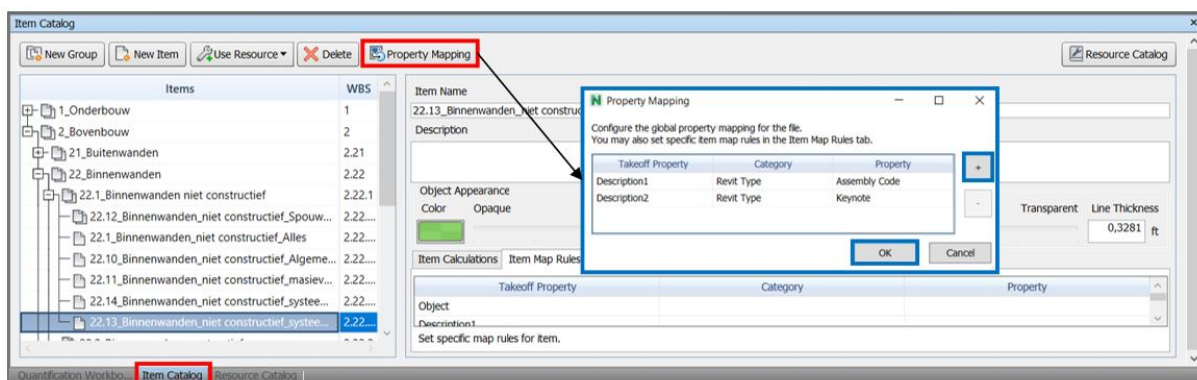 Item Catalog
New Group
New Item
Use Resource
Delete
Property Mapping
Resource Catalog
Items WBS
1_Onderbouw 1
2_Bovenbouw 2
21_Buitenwanden 2.21
22_Binnenwanden 2.22
22.1_Binnenwanden niet constructief 2.22.1
22.12_Binnenwanden_niet constructief_Spouw... 2.22....
22.1_Binnenwanden_niet constructief_Alles 2.22....
22.10_Binnenwanden_niet constructief_Algeme... 2.22....
22.11_Binnenwanden_niet constructief_masiev... 2.22....
22.14_Binnenwanden_niet constructief_systee... 2.22....
22.13_Binnenwanden_niet constructief_systee... 2.22....
Item Name
22.13_Binnenwanden_niet construc
Description
Object Appearance
Color Opaque Transparent Line Thickness
0,3281 ft
Item Calculations Item Map Rules
Takeoff Property Category Property
Object
Description1
Set specific map rules for item.
Property Mapping
Configure the global property mapping for the file.
You may also set specific item map rules in the Item Map Rules tab.
Takeoff Property Category Property
Description1 Revit Type Assembly Code
Description2 Revit Type Keynote
+
-
OK Cancel
Quantification Workbo... Item Catalog Resource Catalog